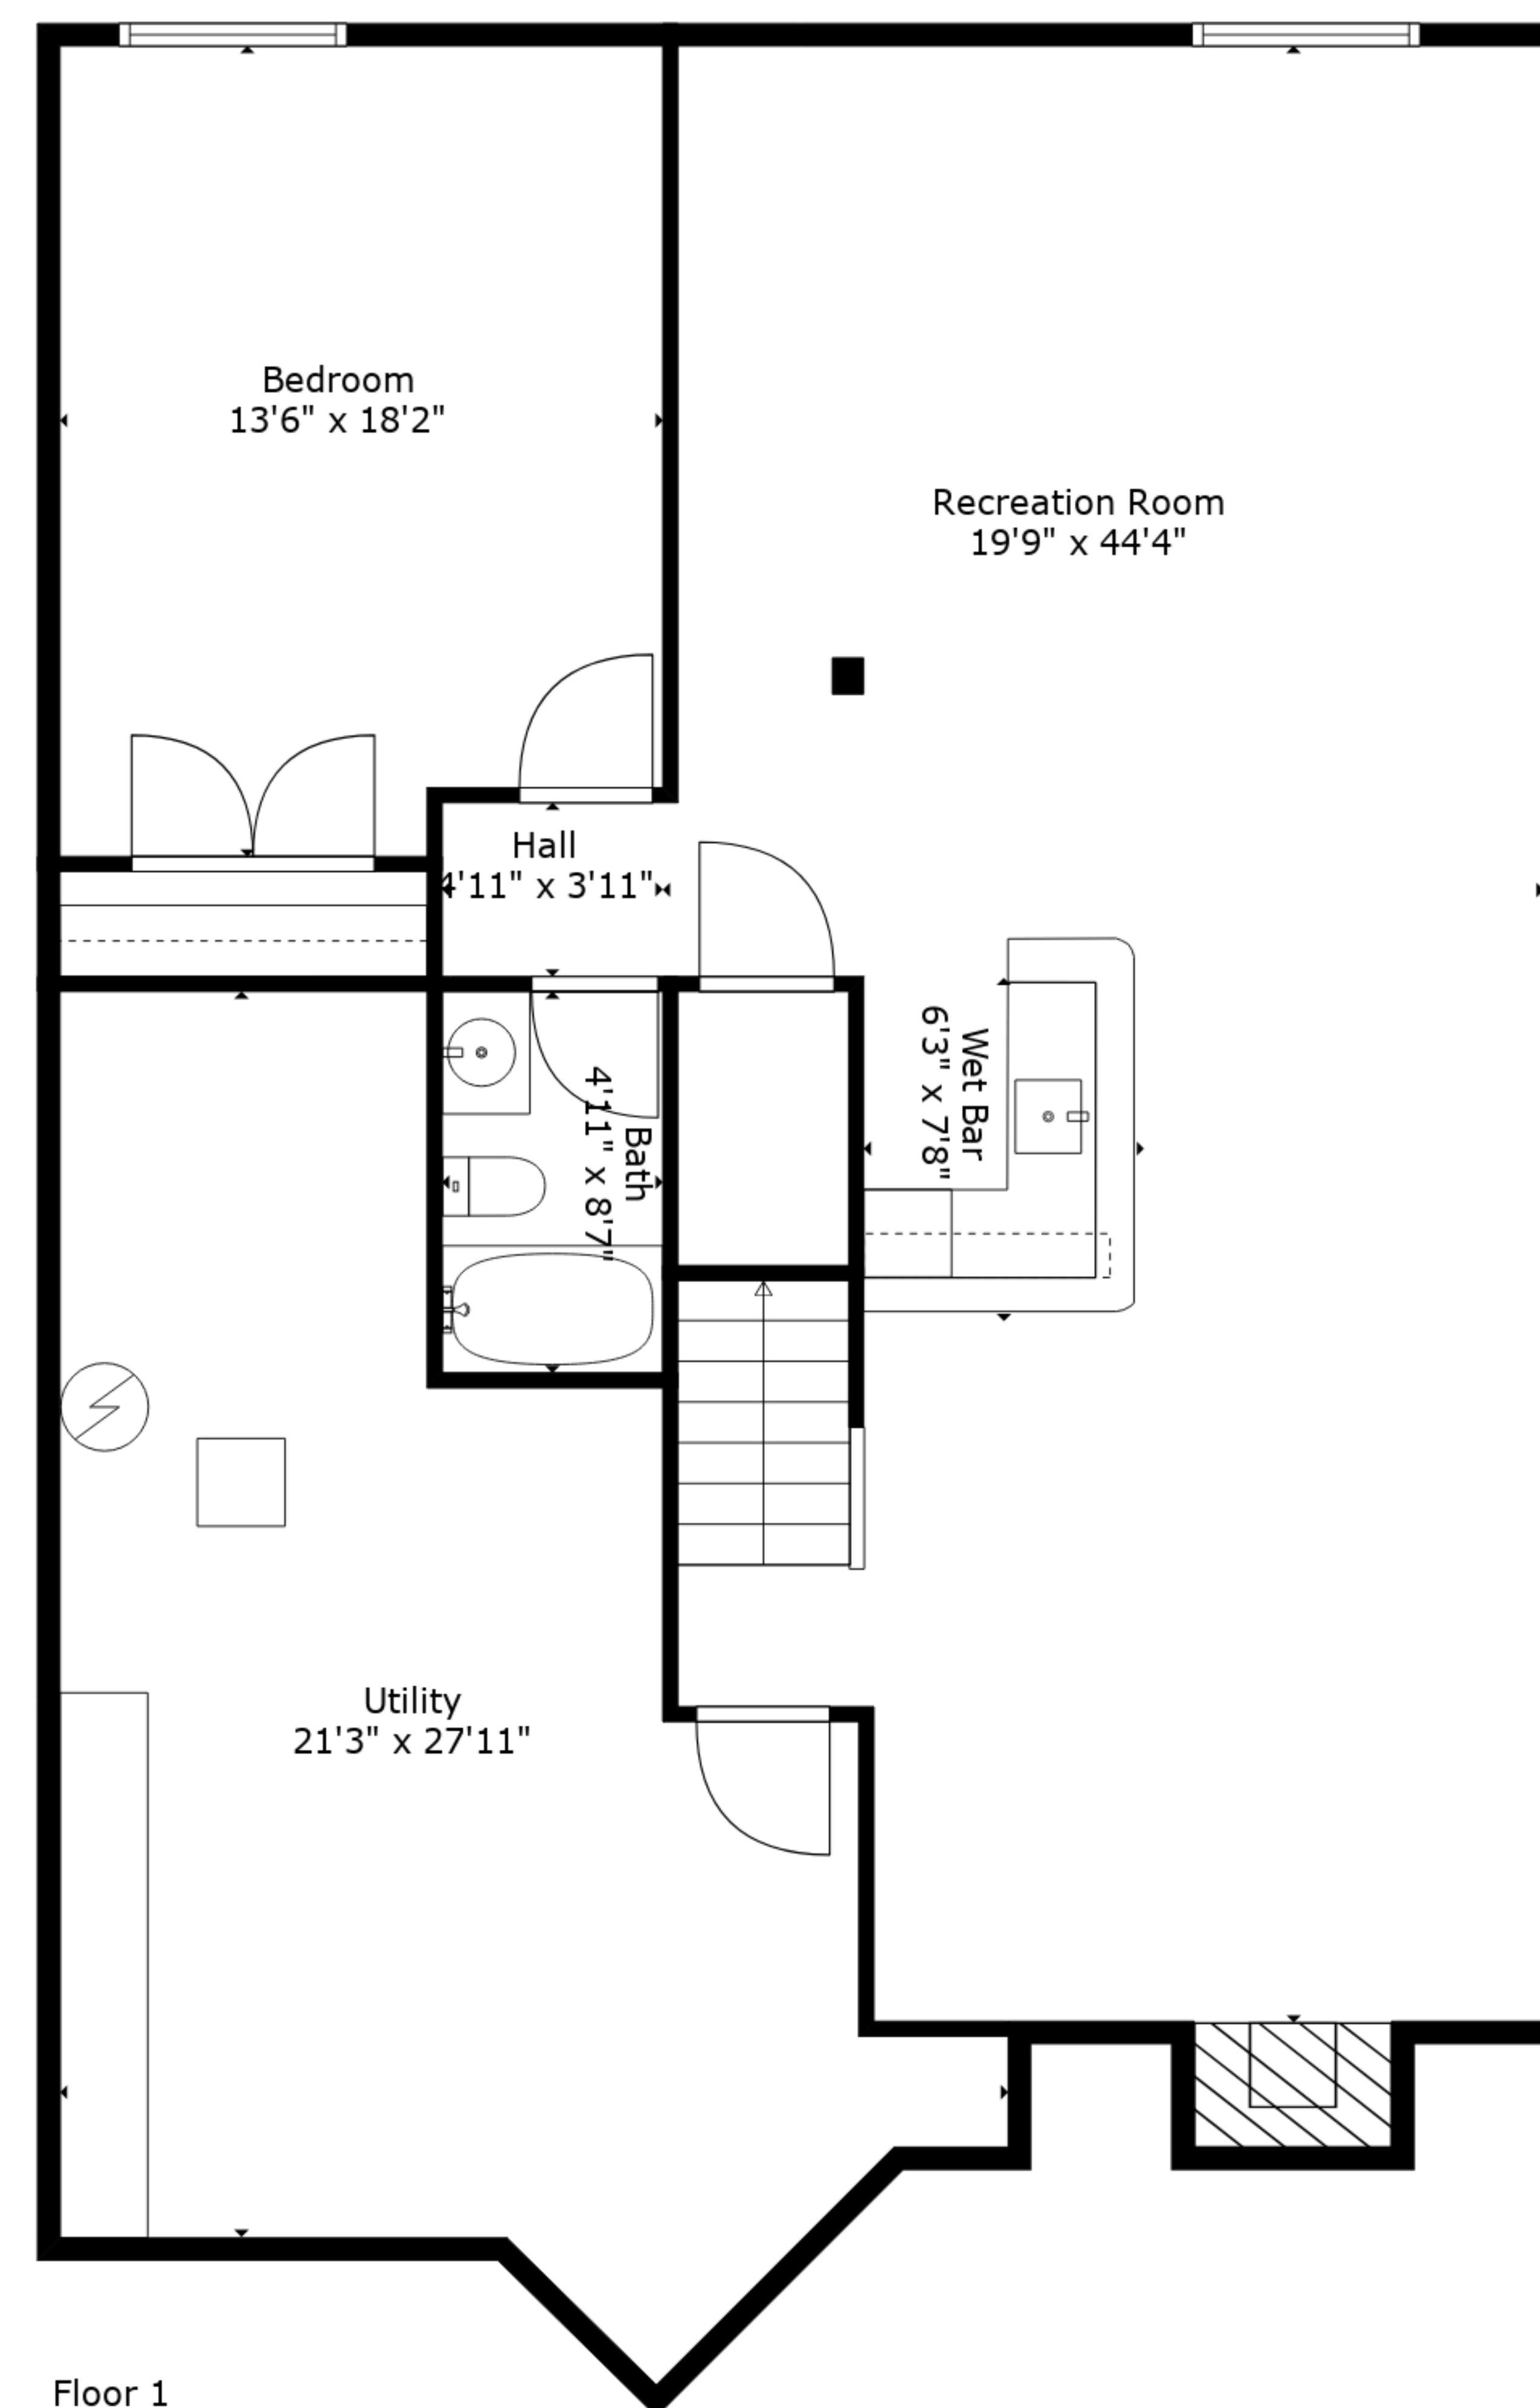 Bedroom
13'6" x 18'2"
Recreation Room
19'9" x 44'4"
Hall
4'11" x 3'11"
Wet Bar
6'3" x 7'8"
Bath
4'11" x 8'7"
Utility
21'3" x 27'11"
Floor 1